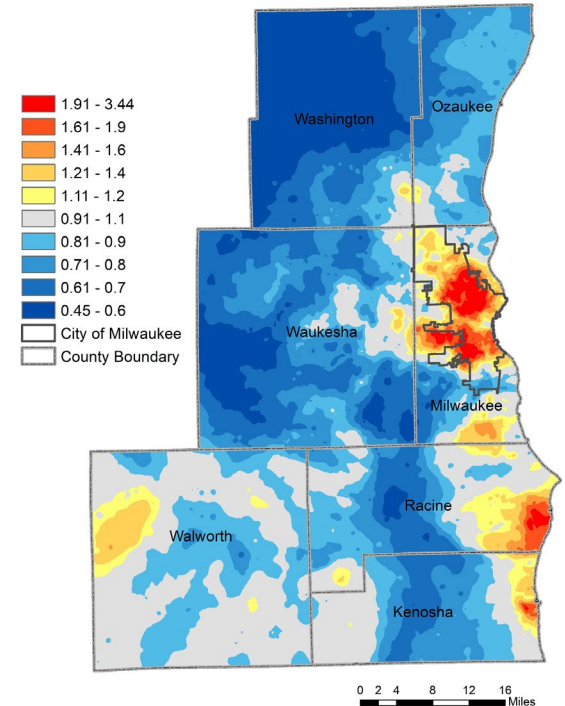 1.91 - 3.44
1.61 - 1.9
1.41 - 1.6
1.21 - 1.4
1.11 - 1.2
0.91 - 1.1
0.81 - 0.9
0.71 - 0.8
0.61 - 0.7
0.45 - 0.6
City of Milwaukee
County Boundary
Washington
Ozaukee
Waukesha
Milwaukee
Walworth
Racine
Kenosha
0 2 4 8 12 16
Miles